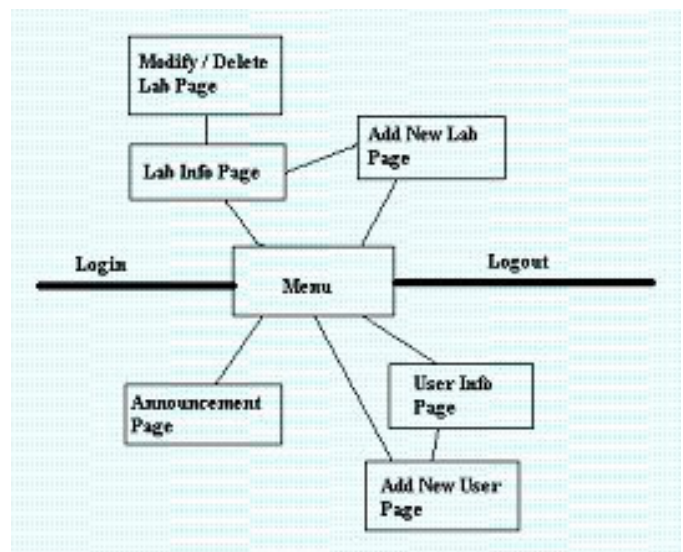 Modify / Delete
Lab Page
Add New Lab
Page
Lab Info Page
Login
Logout
Menu
Announcement
Page
User Info
Page
Add New User
Page